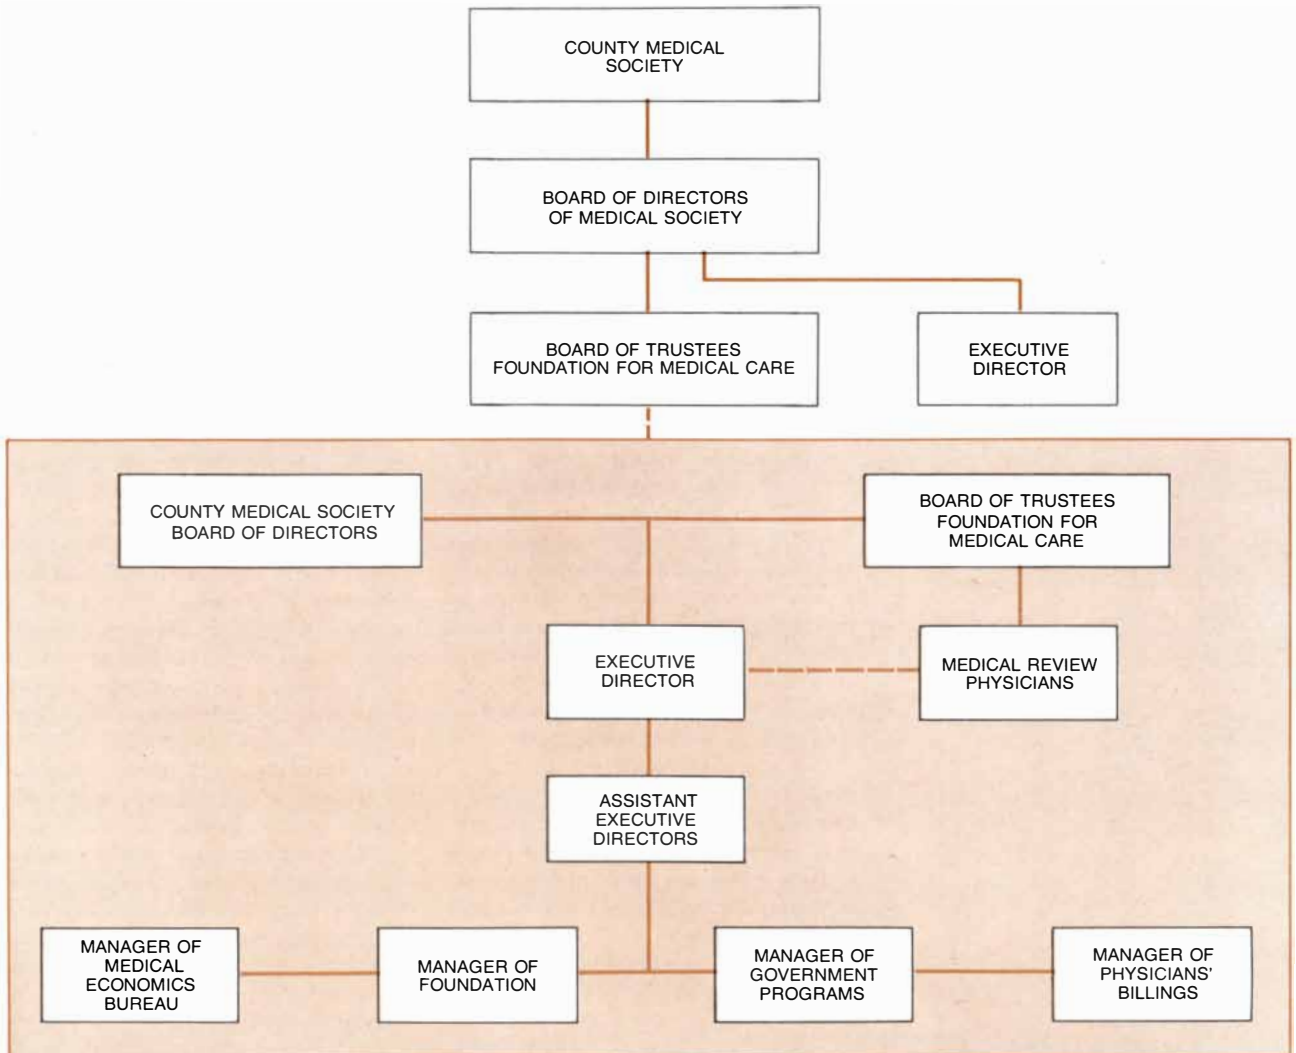 COUNTY MEDICAL
SOCIETY
BOARD OF DIRECTORS
OF MEDICAL SOCIETY
BOARD OF TRUSTEES
FOUNDATION FOR MEDICAL CARE
EXECUTIVE
DIRECTOR
COUNTY MEDICAL SOCIETY
BOARD OF DIRECTORS
BOARD OF TRUSTEES
FOUNDATION FOR
MEDICAL CARE
EXECUTIVE
DIRECTOR
MEDICAL REVIEW
PHYSICIANS
ASSISTANT
EXECUTIVE
DIRECTORS
MANAGER OF
MEDICAL
ECONOMICS
BUREAU
MANAGER OF
FOUNDATION
MANAGER OF
GOVERNMENT
PROGRAMS
MANAGER OF
PHYSICIANS'
BILLINGS